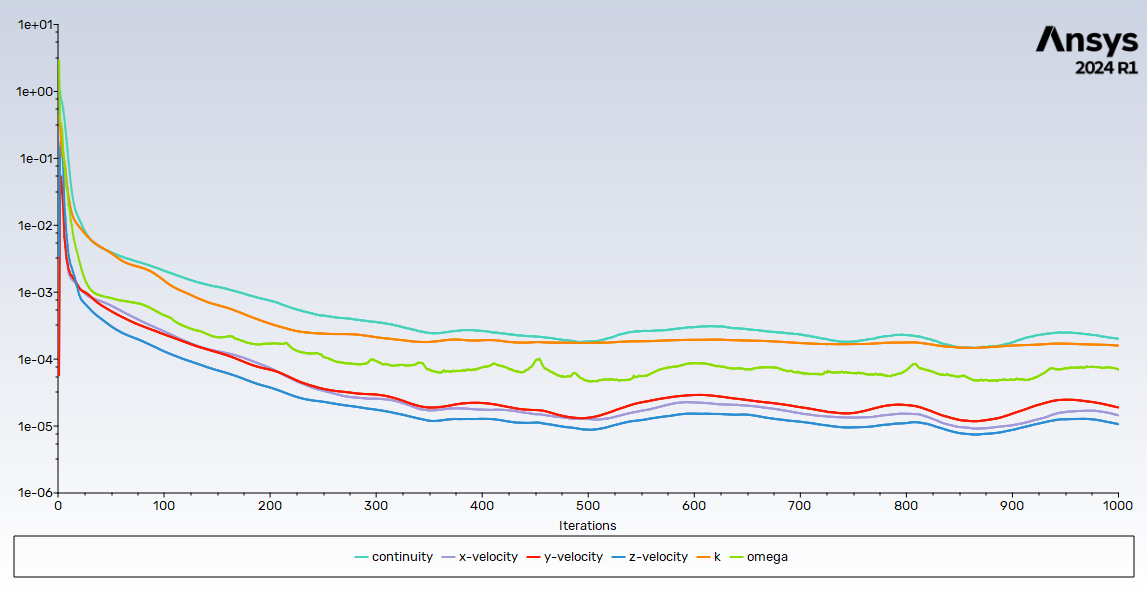 Ansys
2024 R1
1e+01
1e+00
1e-01
1e-02
1e-03
1e-04
1e-05
1e-06
0 100 200 300 400 500 600 700 800 900 1000
Iterations
continuity x-velocity y-velocity z-velocity k omega